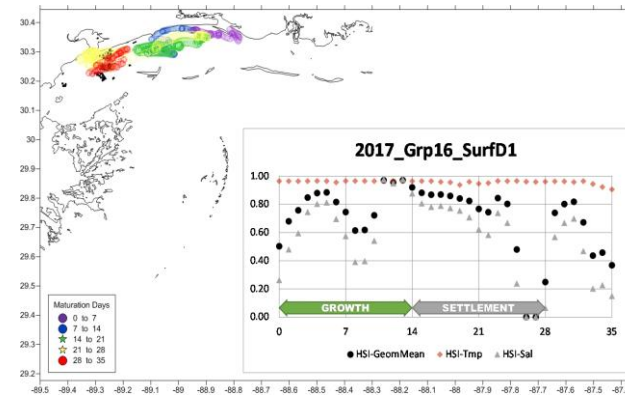 30.4
30.3
30.2
30.1
30
29.9
29.8
29.7
29.6
29.5
29.4
29.3
29.2
2017_Grp16_SurfD1
1.00
0.80
0.60
0.40
0.20
0.00
GROWTH
SETTLEMENT
0 7 14 21 28 35
HSI-GeomMean HSI-Tmp HSI-Sal
Maturation Days
0 to 7
7 to 14
14 to 21
21 to 28
28 to 35
-89.5 -89.4 -89.3 -89.2 -89.1 -89 -88.9 -88.8 -88.7 -88.6 -88.5 -88.4 -88.3 -88.2 -88.1 -88 -87.9 -87.8 -87.7 -87.6 -87.5 -87.4